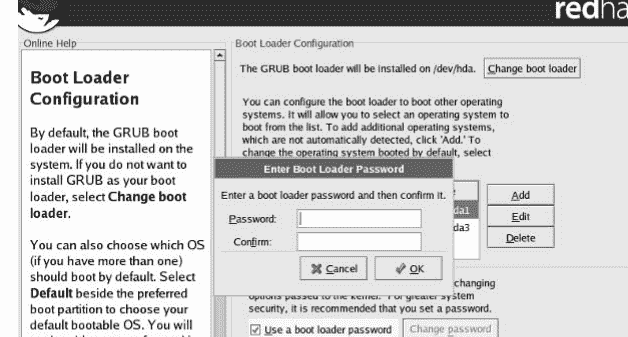 redha
Online Help
Boot Loader
Configuration
By default, the GRUB boot
loader will be installed on the
system. If you do not want to
install GRUB as your boot
loader, select Change boot
loader.
You can also choose which OS
(if you have more than one)
should boot by default. Select
Default beside the preferred
boot partition to choose your
default bootable OS. You will
Boot Loader Configuration
The GRUB boot loader will be installed on /dev/hda.
Change boot loader
You can configure the boot loader to boot other operating
systems. It will allow you to select an operating system to
boot from the list. To add additional operating systems,
which are not automatically detected, click 'Add.' To
change the operating system booted by default, select
Enter Boot Loader Password
Enter a boot loader password and then confirm it.
Password:
Confirm:
Cancel
OK
da1
da3
Add
Edit
Delete
changing
options passed to the kernel. For greater system
security, it is recommended that you set a password.
Use a boot loader password
Change password